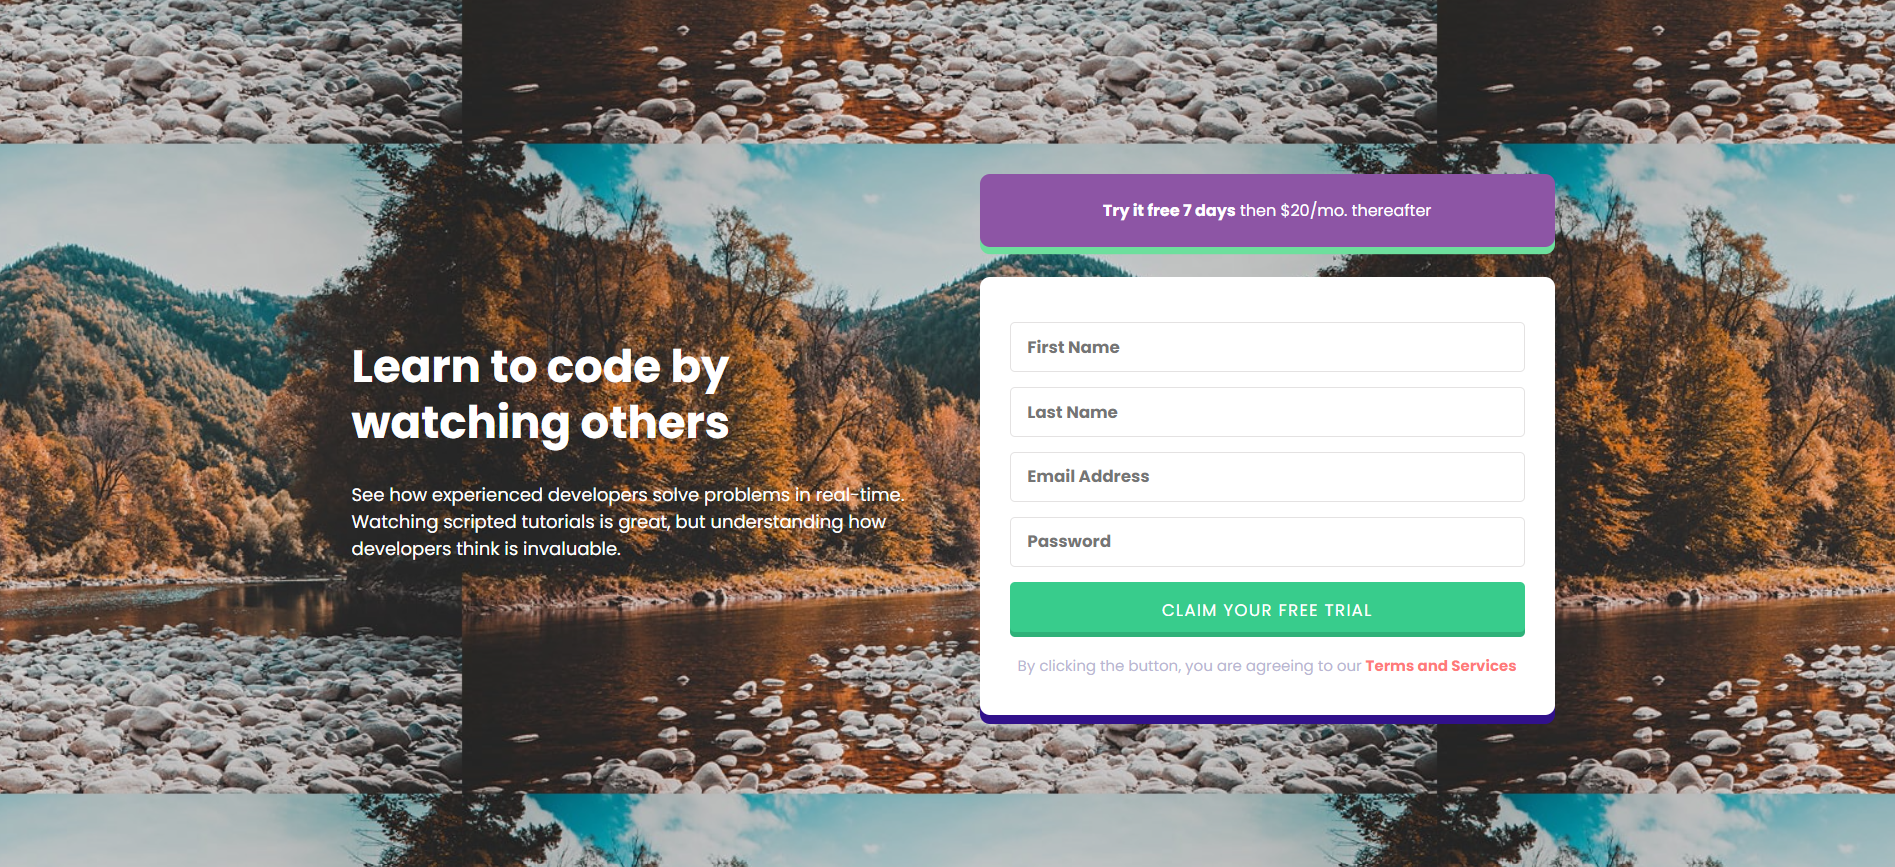 Try it free 7 days then $20/mo. thereafter
Learn to code by
watching others
See how experienced developers solve problems in real-time.
Watching scripted tutorials is great, but understanding how
developers think is invaluable.
First Name
Last Name
Email Address
Password
CLAIM YOUR FREE TRIAL
By clicking the button, you are agreeing to our Terms and Services